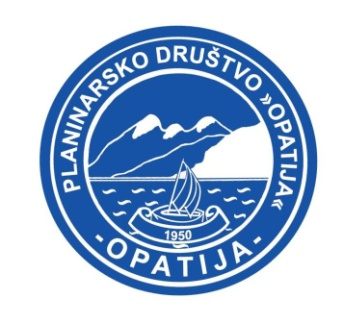 PLANINARSKO DRUŠTVO »OPATIJA«
1950
-OPATIJA-